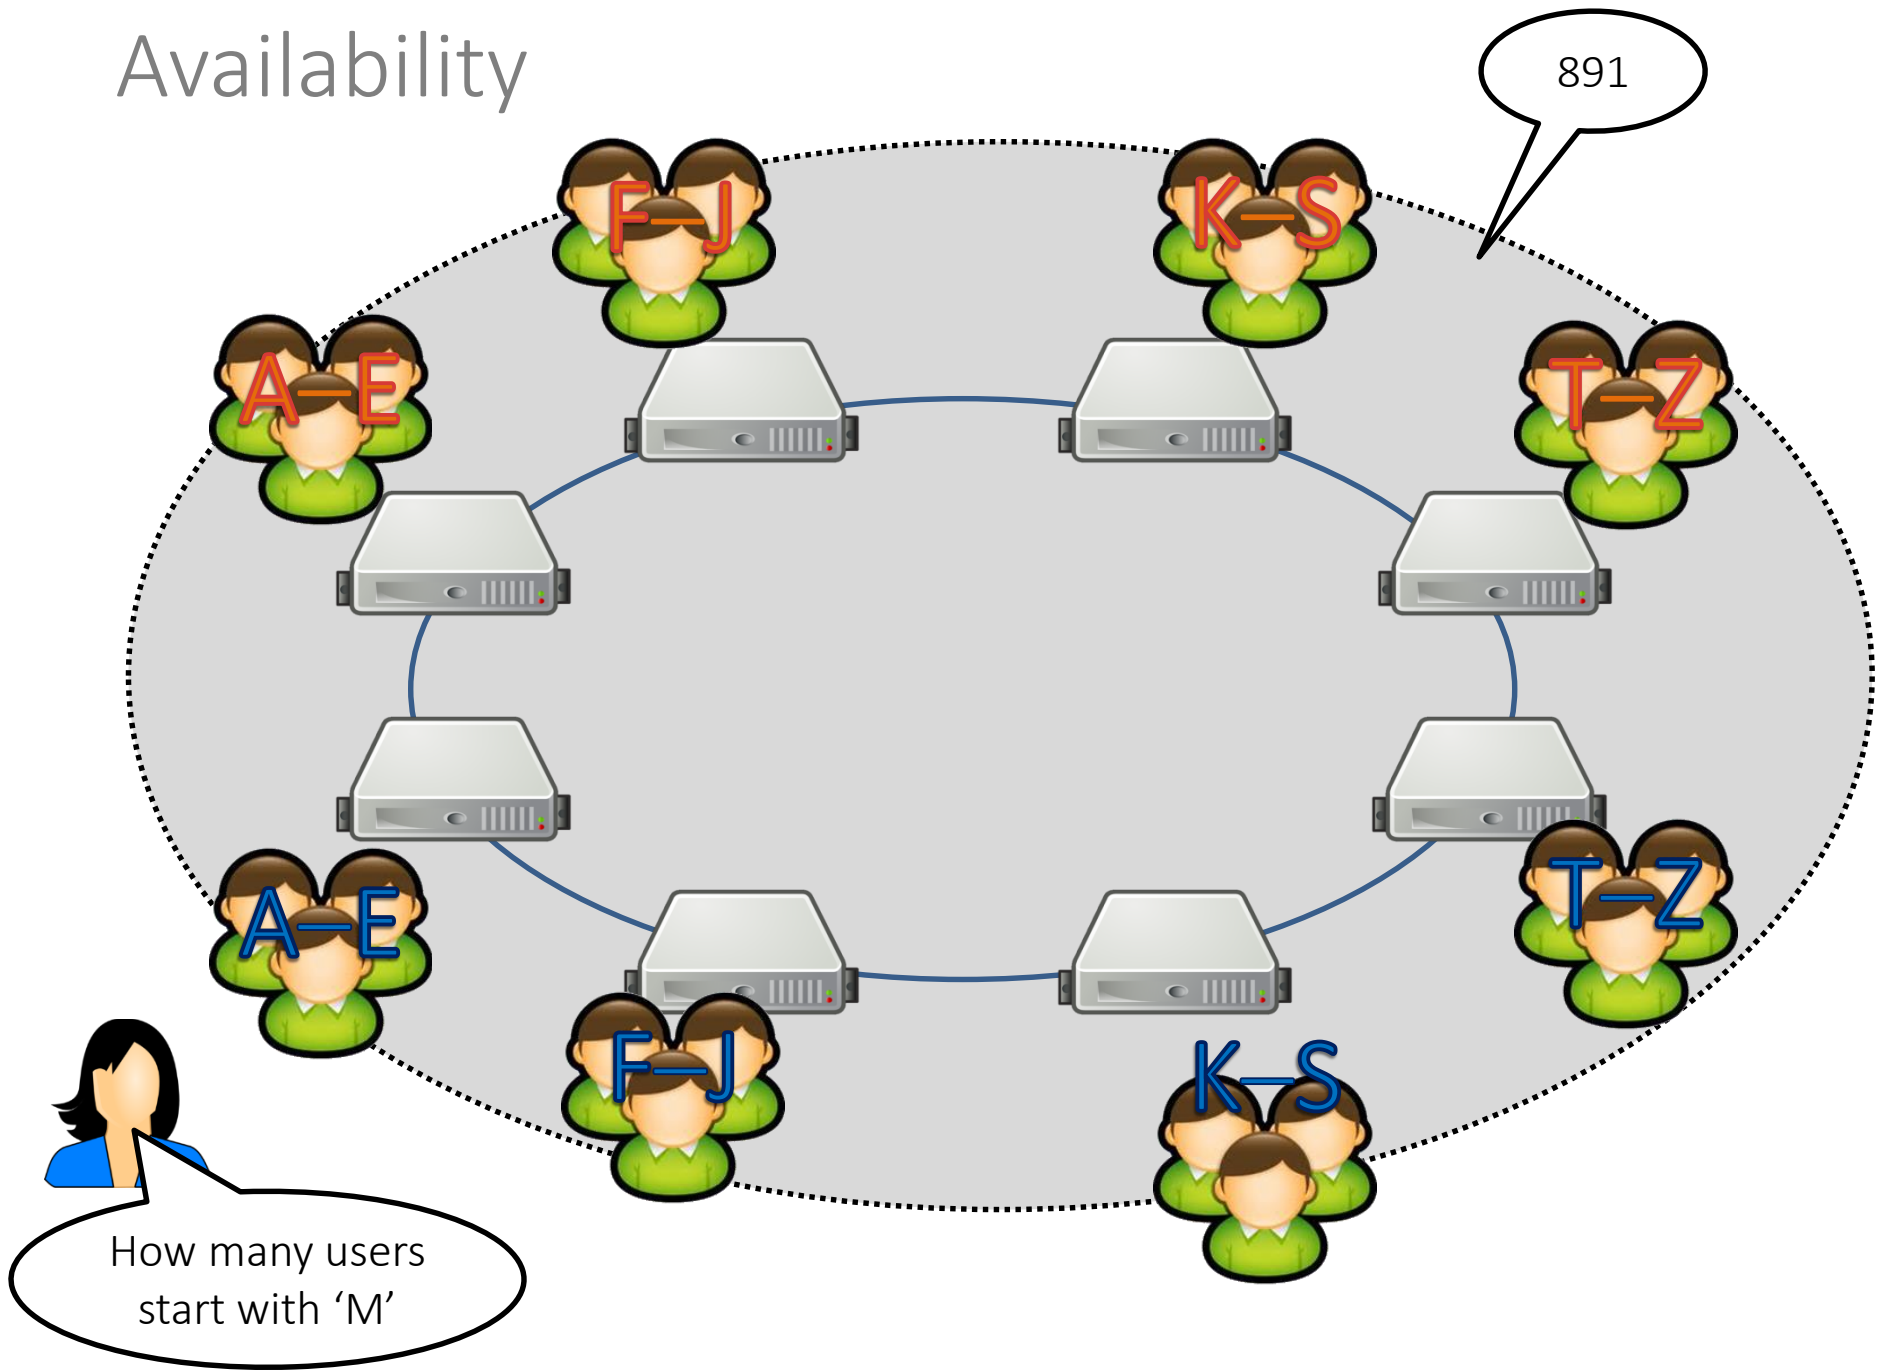 Availability
891
F–J
K–S
A–E
T–Z
A–E
T–Z
F–J
K–S
How many users
start with ‘M’